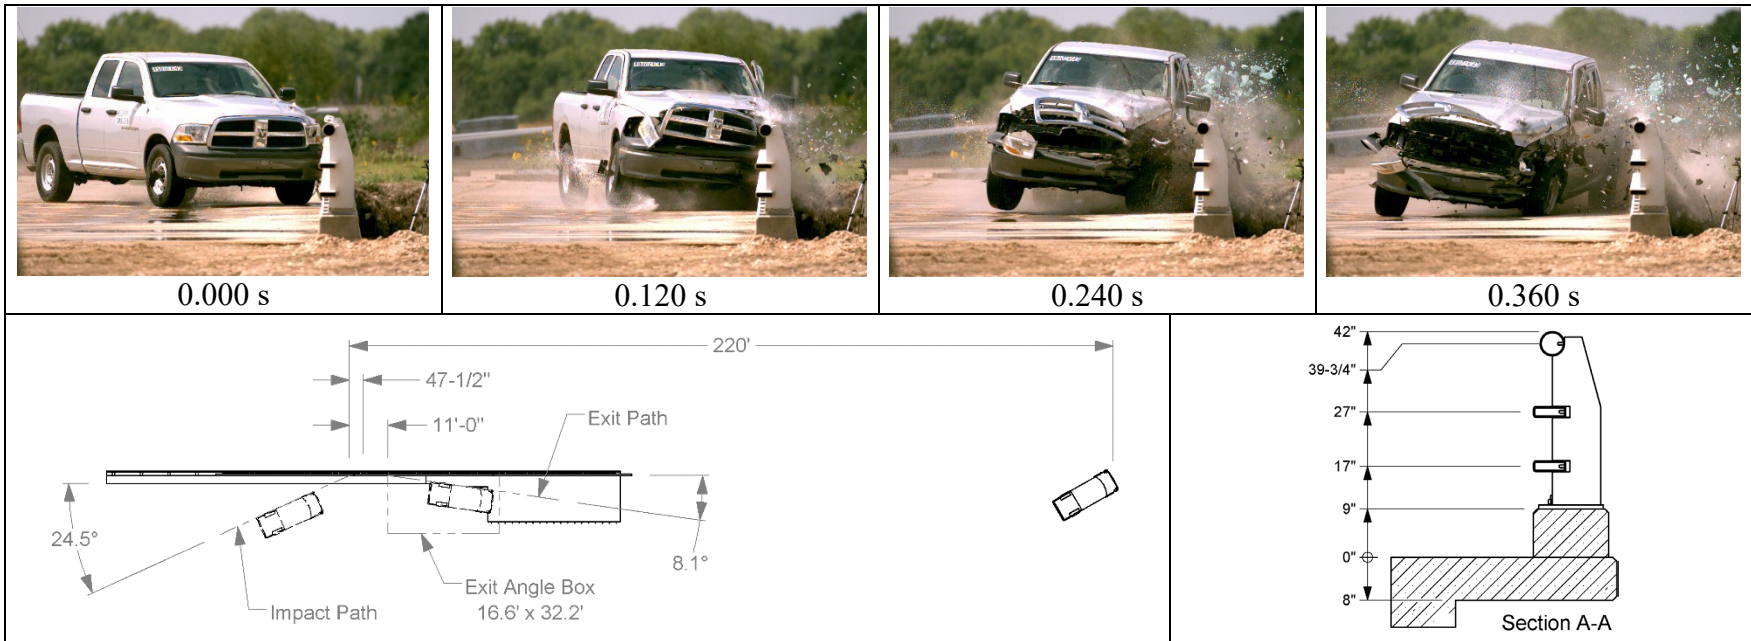 0.000 s
0.120 s
0.240 s
0.360 s
220'
47-1/2"
11'-0"
Exit Path
24.5°
8.1°
Exit Angle Box
16.6' x 32.2'
Impact Path
42"
39-3/4"
27"
17"
9"
0"
8"
Section A-A